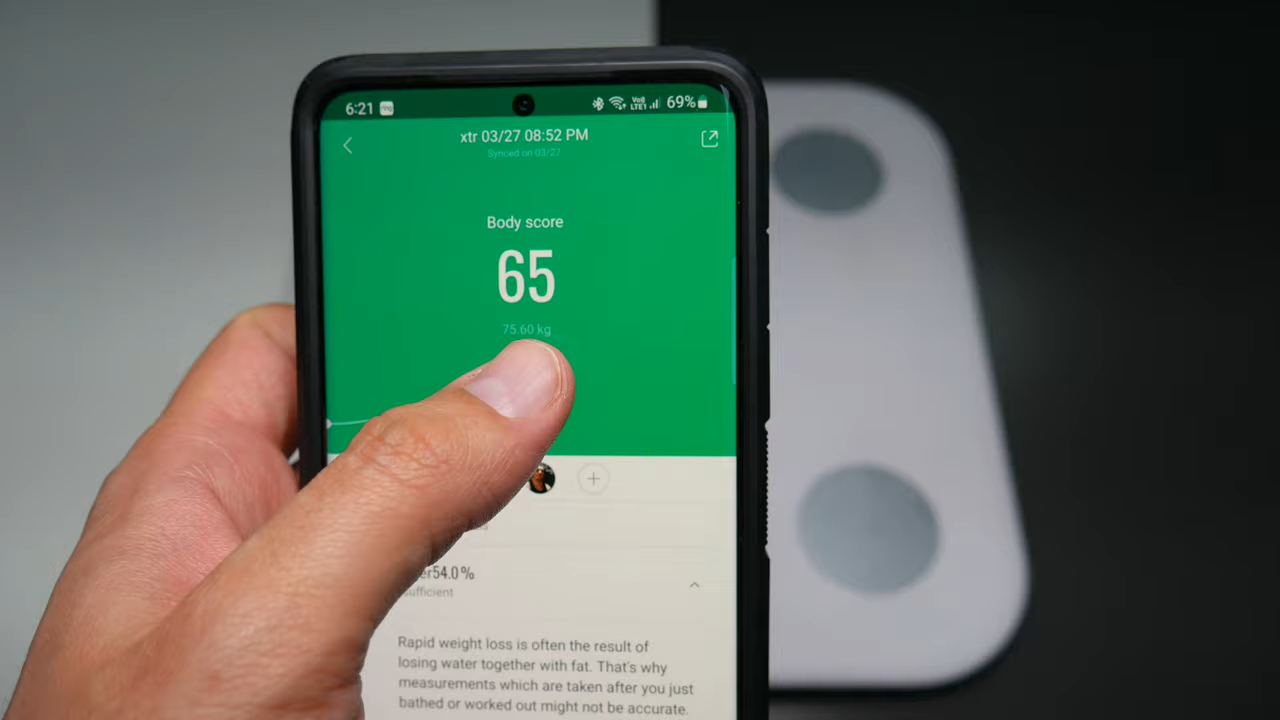 6:21
VoB
LTE1
69%
xtr 03/27 08:52 PM
Synced on 03/27
Body score
65
75.60 kg
+
er54.0%
sufficient
Rapid weight loss is often the result of
losing water together with fat. That's why
measurements which are taken after you just
bathed or worked out might not be accurate.